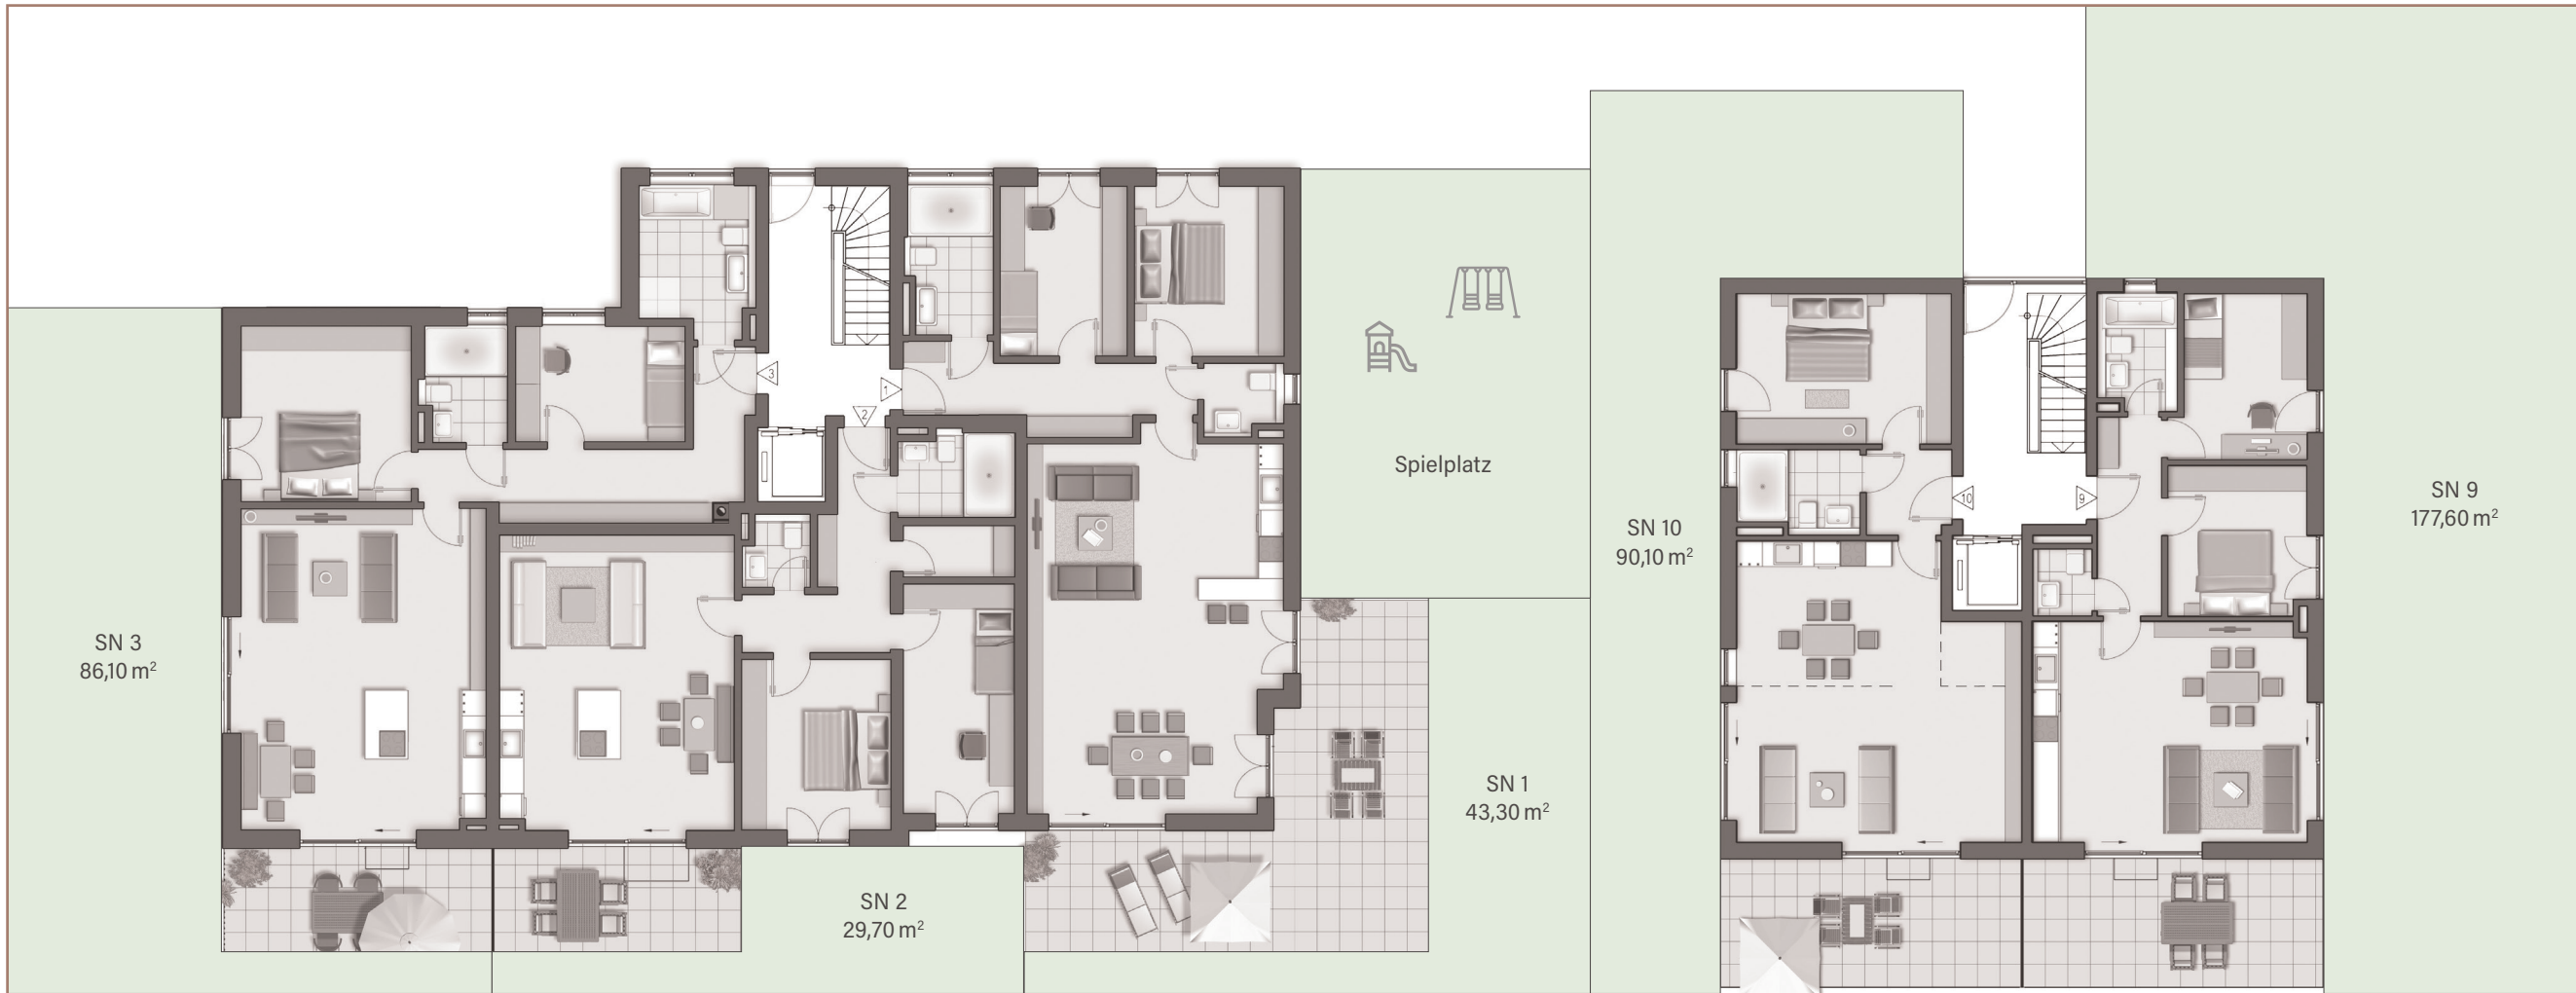 SN 3
86,10 m²
3
1
2
SN 2
29,70 m²
Spielplatz
SN 1
43,30 m²
SN 10
90,10 m²
10
9
SN 9
177,60 m²